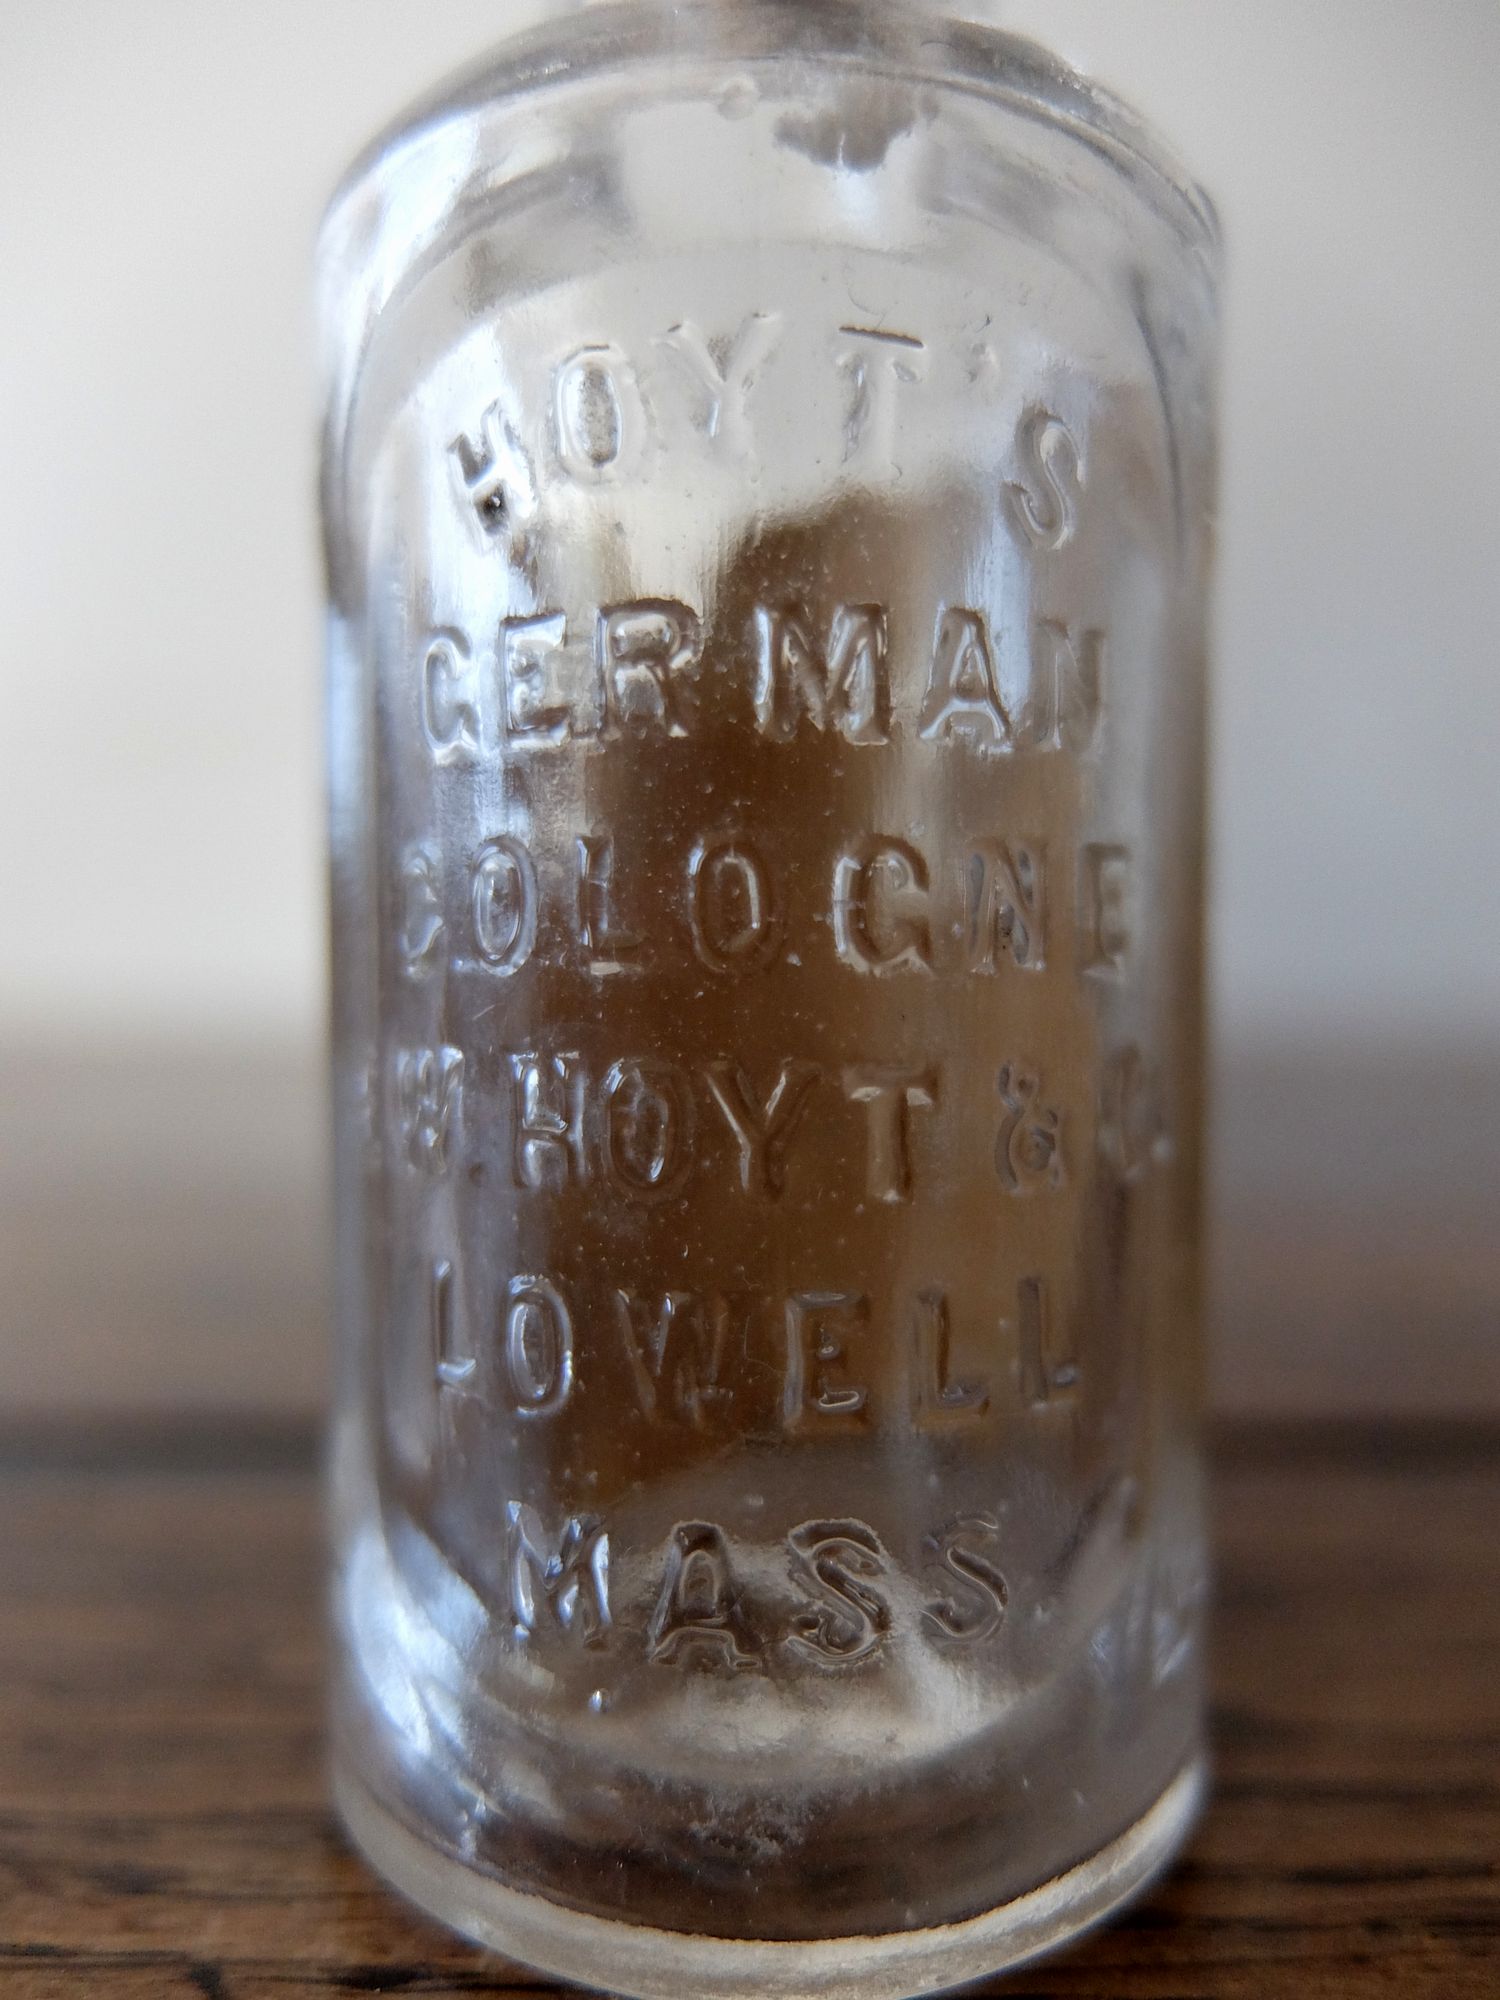 HOYT'S
GERMAN
COLOGNE
W. HOYT &
LOWELL
MASS